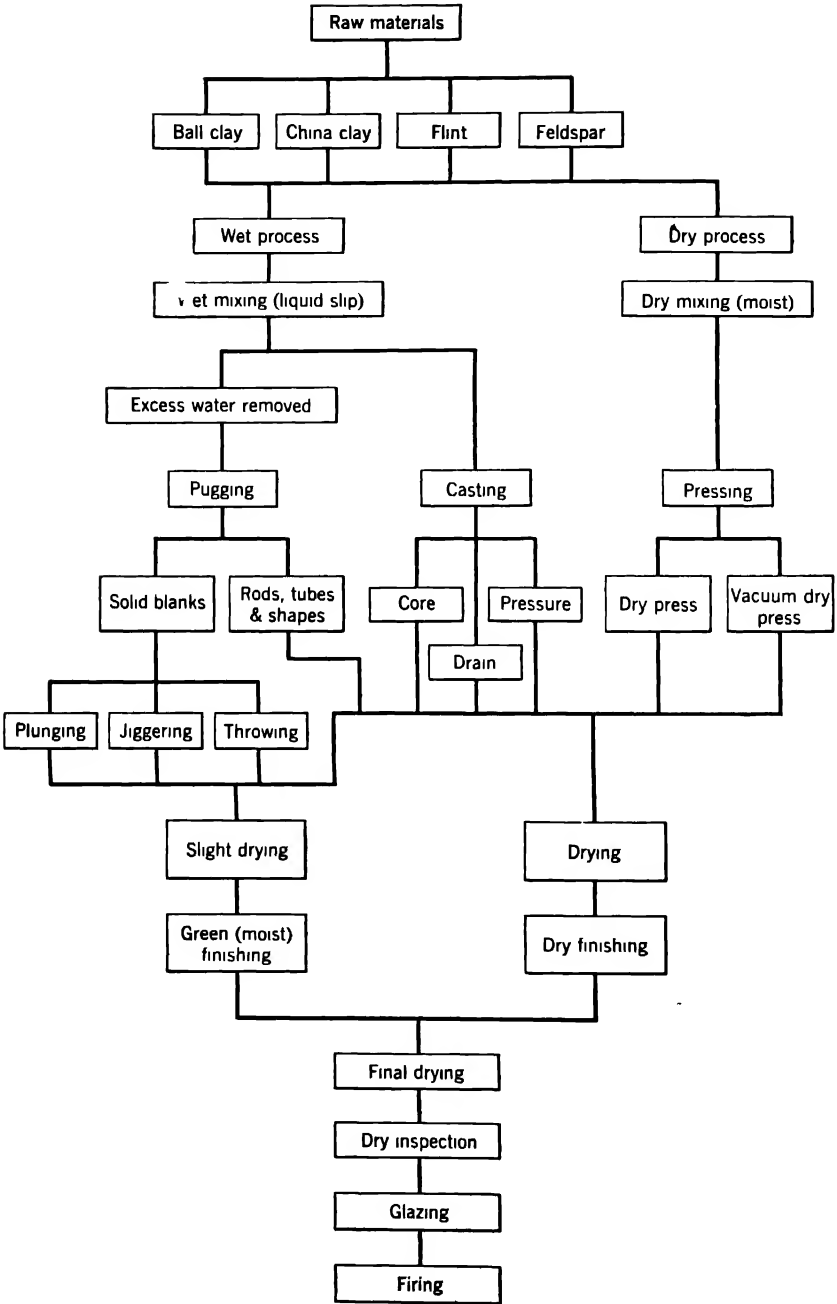 Raw materials
Ball clay
China clay
Flint
Feldspar
Wet process
Dry process
et mixing (liquid slip)
Dry mixing (moist)
Excess water removed
Pugging
Casting
Pressing
Solid blanks
Rods, tubes
& shapes
Core
Pressure
Dry press
Vacuum dry
press
Drain
Plunging
Jiggering
Throwing
Slight drying
Drying
Green (moist)
finishing
Dry finishing
Final drying
Dry inspection
Glazing
Firing